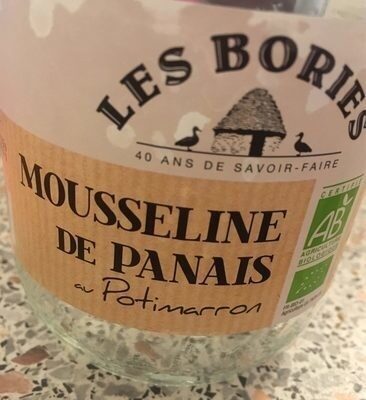 LES BORIES
40 ANS DE SAVOIR-FAIRE
MOUSSELINE
DE PANAIS
au Potimarron
CERTIFIÉ
AB
AGRICULTURE
BIOLOGIQUE